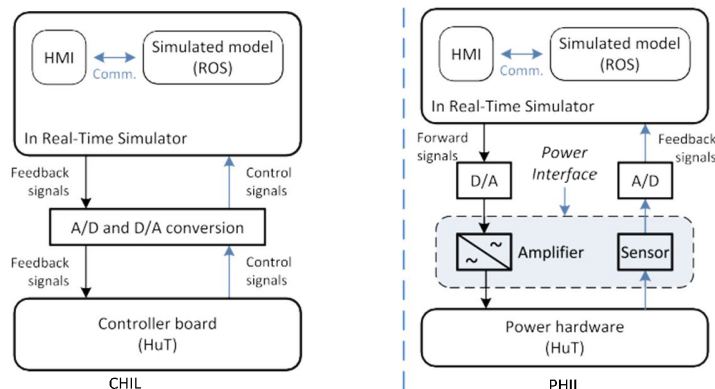 HMI
Comm.
Simulated model
(ROS)
In Real-Time Simulator
Feedback
signals
Control
signals
A/D and D/A conversion
Feedback
signals
Control
signals
Controller board
(HuT)
CHIL
HMI
Comm.
Simulated model
(ROS)
In Real-Time Simulator
Forward
signals
Power
Interface
Feedback
signals
D/A
A/D
~
~
Amplifier
Sensor
Power hardware
(HuT)
PHIL